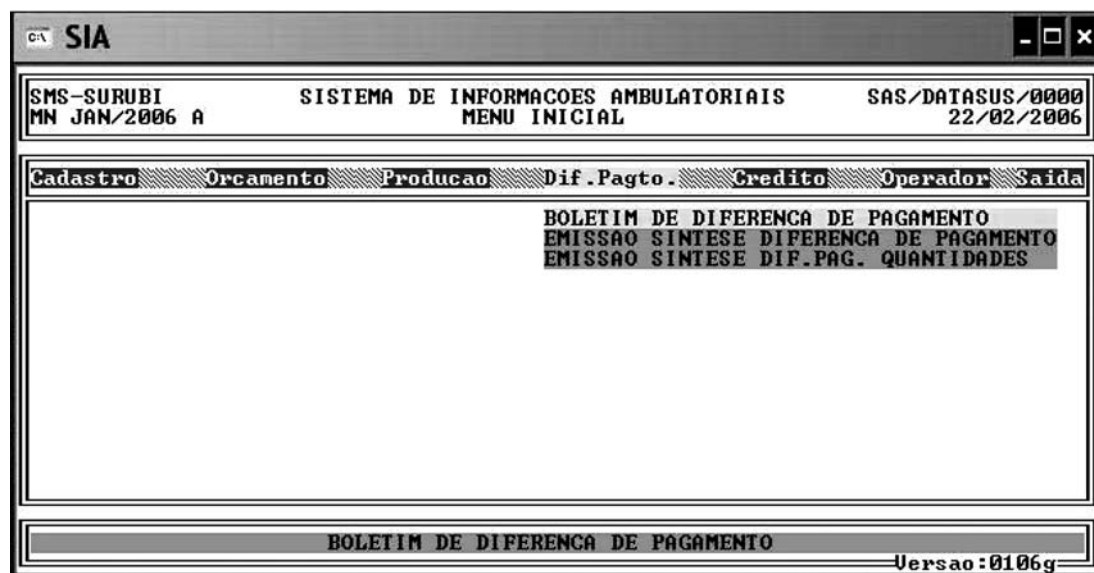 C:\ SIA
SMS-SURUBI SISTEMA DE INFORMACOES AMBULATORIAIS SAS/DATASUS/0000
MN JAN/2006 A MENU INICIAL 22/02/2006
Cadastro Orcamento Producao Dif.Pagto. Credito Operador Saida
BOLETIM DE DIFERENCA DE PAGAMENTO
EMISSAO SINTESE DIFERENCA DE PAGAMENTO
EMISSAO SINTESE DIF.PAG. QUANTIDADES
BOLETIM DE DIFERENCA DE PAGAMENTO
Versao:0106g